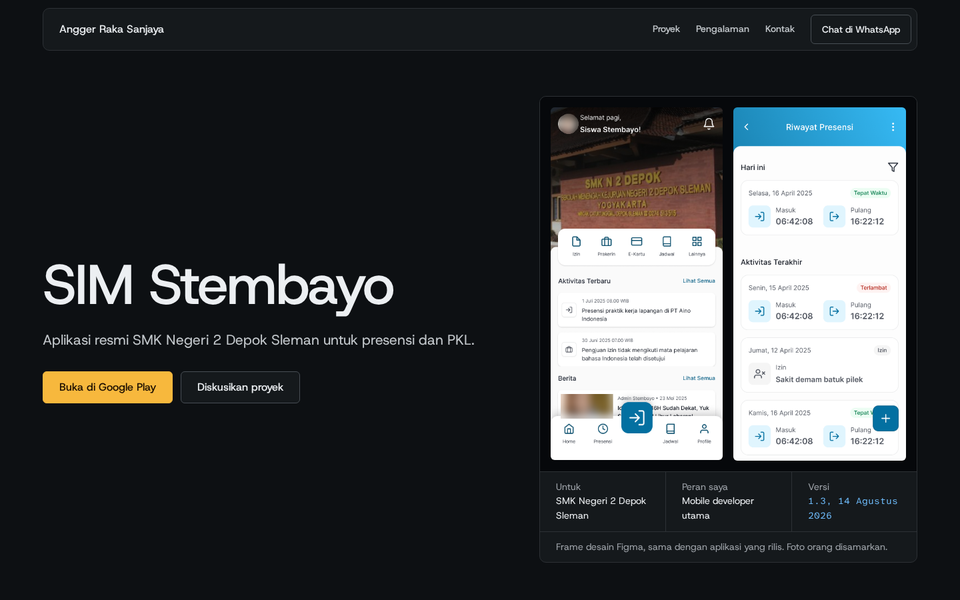 Angger Raka Sanjaya
Proyek
Pengalaman
Kontak
Chat di WhatsApp
SIM Stembayo
Aplikasi resmi SMK Negeri 2 Depok Sleman untuk presensi dan PKL.
Buka di Google Play
Diskusikan proyek
Selamat pagi,
Siswa Stembayo!
SMK N 2 DEPOK
YOGYAKARTA
Izin
Presensi
E-Kartu
Jadwal
Lainnya
Aktivitas Terbaru
Lihat Semua
1 Juli 2025 08.00 WIB
Presensi praktik kerja lapangan di PT Aino
Indonesia
30 Juni 2025 07.00 WIB
Pengjuan Izin tidak mengikuti mata pelajaran
bahasa Indonesia telah disetujui
Berita
Lihat Semua
Admin Stembayo • 23 Mei 2025
Sudah Dekat, Yuk
Home
Presensi
Jadwal
Profile
Riwayat Presensi
Hari ini
Selasa, 16 April 2025
Tepat Waktu
Masuk
06:42:08
Pulang
16:22:12
Aktivitas Terakhir
Senin, 15 April 2025
Terlambat
Masuk
06:42:08
Pulang
16:22:12
Jumat, 12 April 2025
Izin
Izin
Sakit demam batuk pilek
Kamis, 16 April 2025
Masuk
06:42:08
Pulang
16:22:12
Untuk
SMK Negeri 2 Depok
Sleman
Peran saya
Mobile developer
utama
Versi
1.3, 14 Agustus
2026
Frame desain Figma, sama dengan aplikasi yang rilis. Foto orang disamarkan.